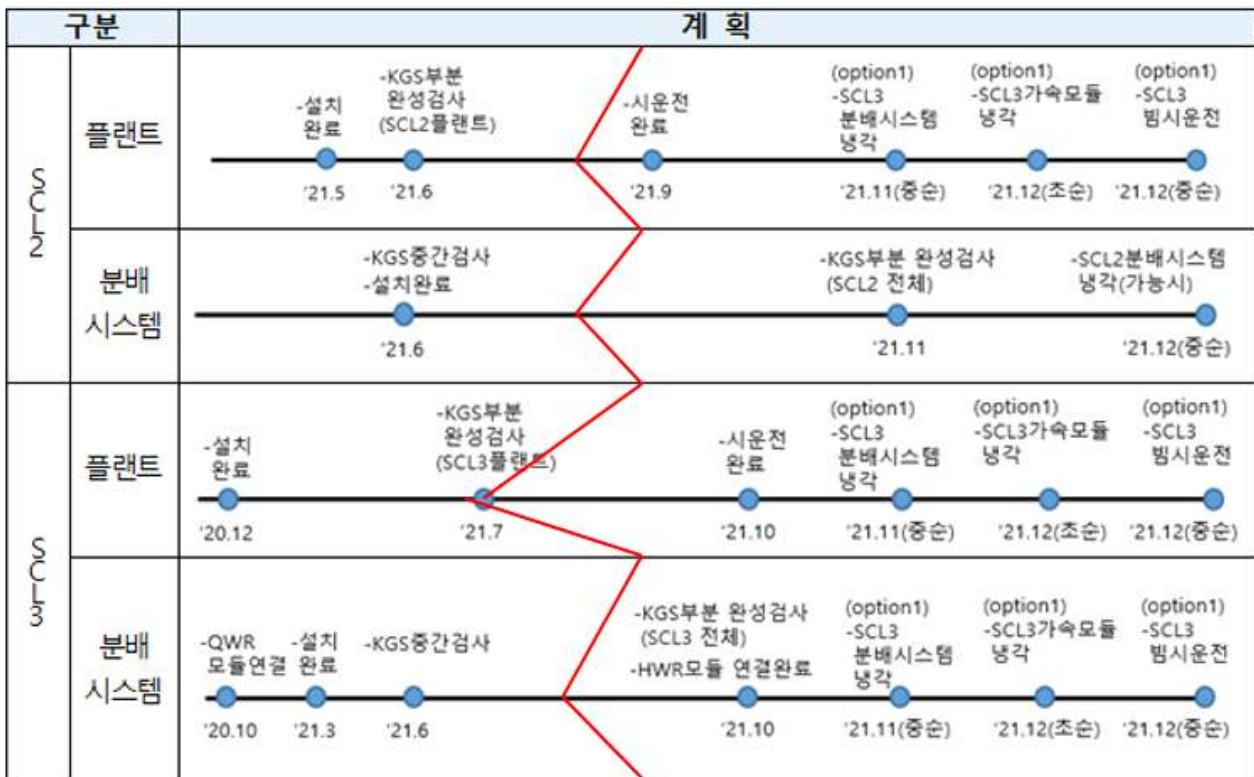 구분
계 획
SCL2
플랜트
-설치
완료
'21.5
-KGS부분
완성검사
(SCL2플랜트)
'21.6
-시운전
완료
'21.9
(option1)
-SCL3
분배시스템
냉각
'21.11(중순)
(option1)
-SCL3가속모듈
냉각
'21.12(초순)
(option1)
-SCL3
빔시운전
'21.12(중순)
분배
시스템
-KGS중간검사
-설치완료
'21.6
-KGS부분 완성검사
(SCL2 전체)
'21.11
-SCL2분배시스템
냉각(가능시)
'21.12(중순)
SCL3
플랜트
-설치
완료
'20.12
-KGS부분
완성검사
(SCL3플랜트)
'21.7
-시운전
완료
'21.10
(option1)
-SCL3
분배시스템
냉각
'21.11(중순)
(option1)
-SCL3가속모듈
냉각
'21.12(초순)
(option1)
-SCL3
빔시운전
'21.12(중순)
분배
시스템
-QWR
모듈연결
'20.10
-설치
완료
'21.3
-KGS중간검사
'21.6
-KGS부분 완성검사
(SCL3 전체)
-HWR모듈 연결완료
'21.10
(option1)
-SCL3
분배시스템
냉각
'21.11(중순)
(option1)
-SCL3가속모듈
냉각
'21.12(초순)
(option1)
-SCL3
빔시운전
'21.12(중순)